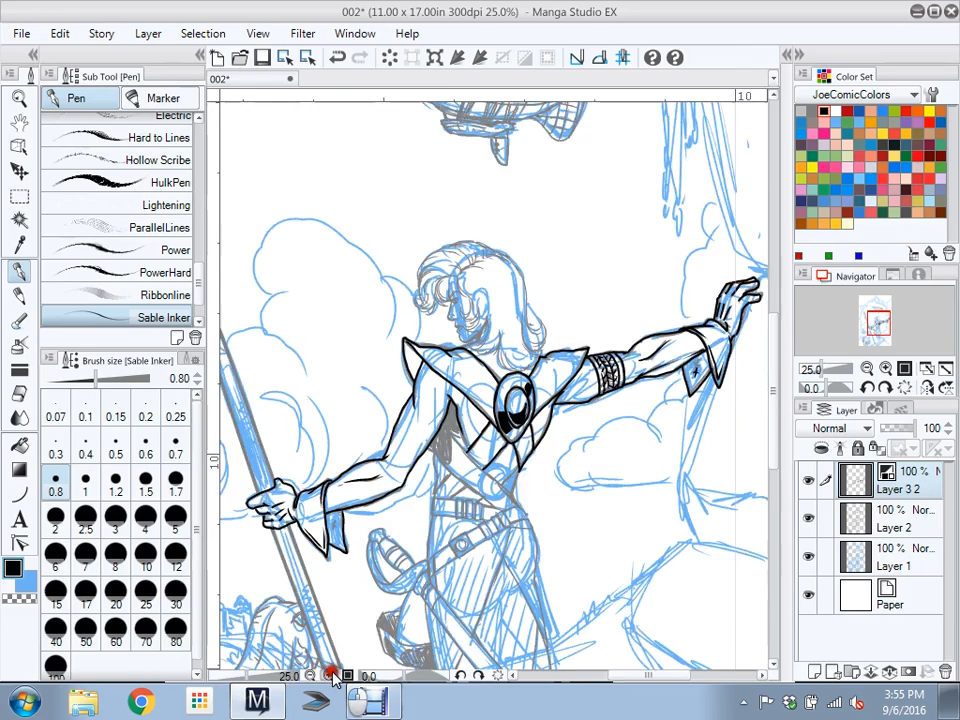 002* (11.00 x 17.00in 300dpi 25.0%) - Manga Studio EX
File Edit Story Layer Selection View Filter Window Help
Sub Tool [Pen]
002*
Color Set
Pen Marker
JoeComicColors
10
Electric
Hard to Lines
Hollow Scribe
HulkPen
Lightening
ParallelLines
Power
PowerHard
Ribbonline
Sable Inker
Navigator
Brush size [Sable Inker]
0.80
25.0
0.0
0.07 0.1 0.15 0.2 0.25
0.3 0.4 0.5 0.6 0.7
0.8 1 1.2 1.5 1.7
2 2.5 3 4 5
6 7 8 10 12
15 17 20 25 30
40 50 60 70 80
100
Layer
Normal 100
100 % N
Layer 3 2
100 % Nor...
Layer 2
100 % Nor...
Layer 1
Paper
10
25.0 0.0
3:55 PM
9/6/2016